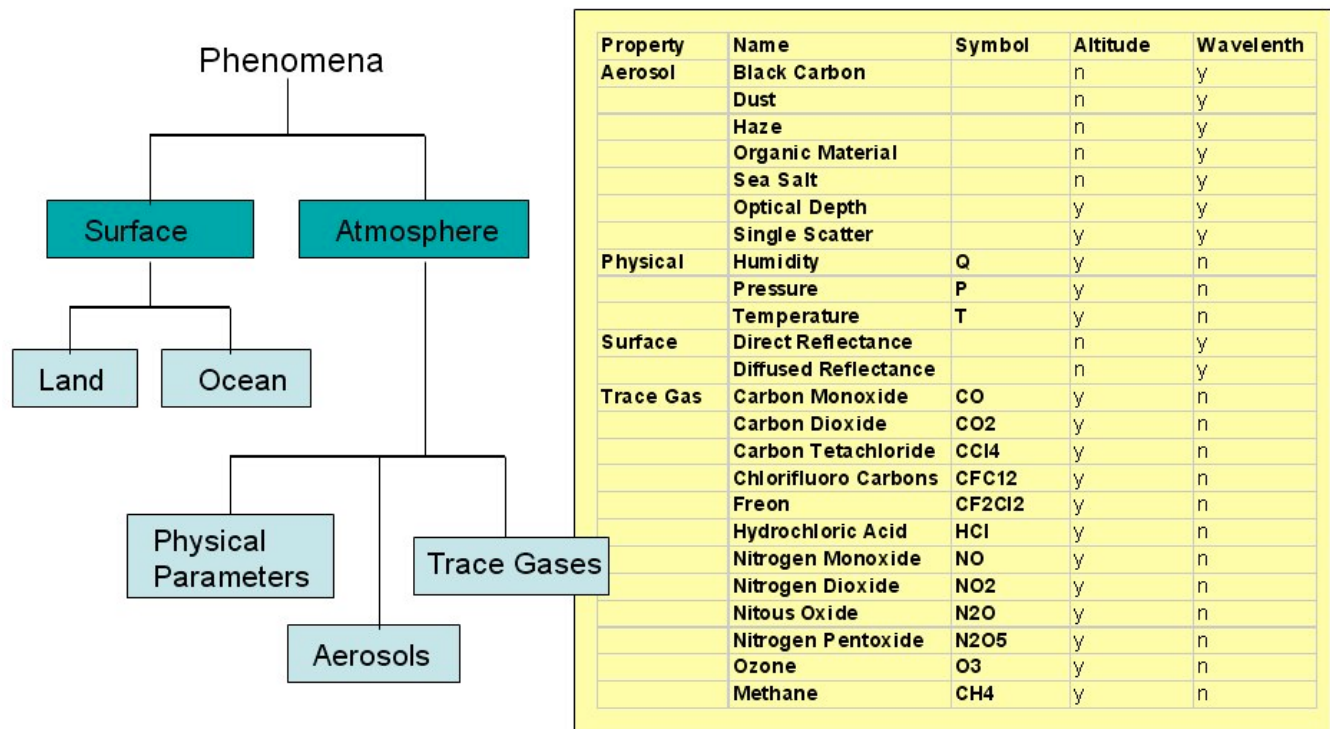 Phenomena
Surface
Atmosphere
Land
Ocean
Physical
Parameters
Trace Gases
Aerosols
Property Name Symbol Altitude Wavelenth
Aerosol Black Carbon n y
Dust n y
Haze n y
Organic Material n y
Sea Salt n y
Optical Depth y y
Single Scatter y y
Physical Humidity Q y n
Pressure P y n
Temperature T y n
Surface Direct Reflectance n y
Diffused Reflectance n y
Trace Gas Carbon Monoxide CO y n
Carbon Dioxide CO2 y n
Carbon Tetachloride CCl4 y n
Chlorifluoro Carbons CFC12 y n
Freon CF2Cl2 y n
Hydrochloric Acid HCl y n
Nitrogen Monoxide NO y n
Nitrogen Dioxide NO2 y n
Nitous Oxide N2O y n
Nitrogen Pentoxide N2O5 y n
Ozone O3 y n
Methane CH4 y n